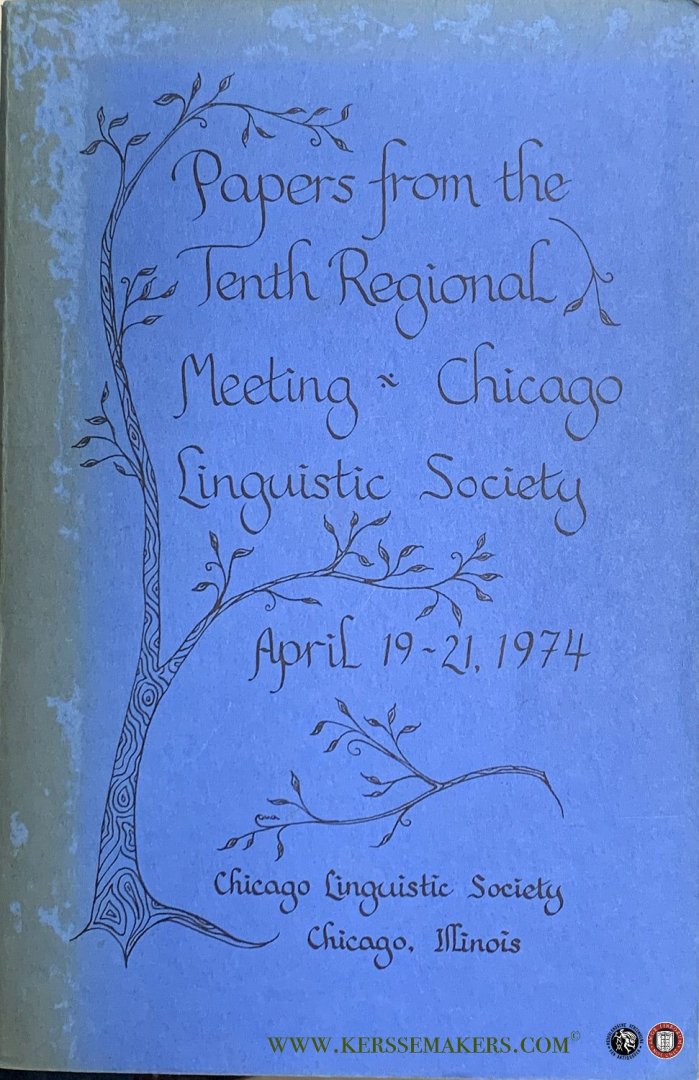 Papers from the
Tenth Regional
Meeting ~ Chicago
Linguistic Society
April 19~21, 1974
Chicago Linguistic Society
Chicago, Illinois
WWW.KERSSEMAKERS.COM©